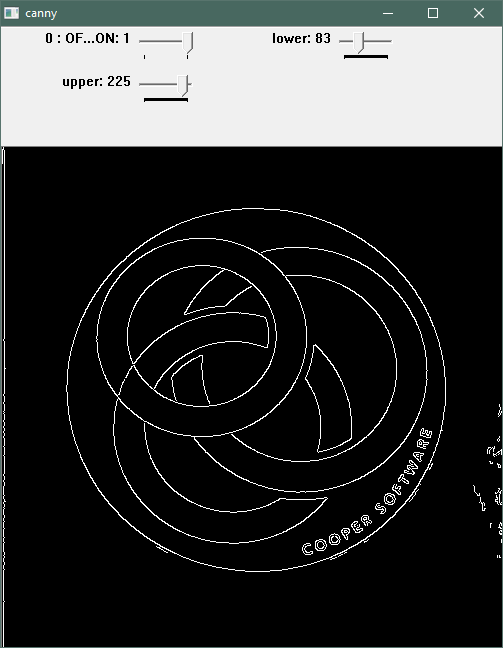 canny
0 : OF...ON: 1
lower: 83
upper: 225
COOPER SOFTWARE